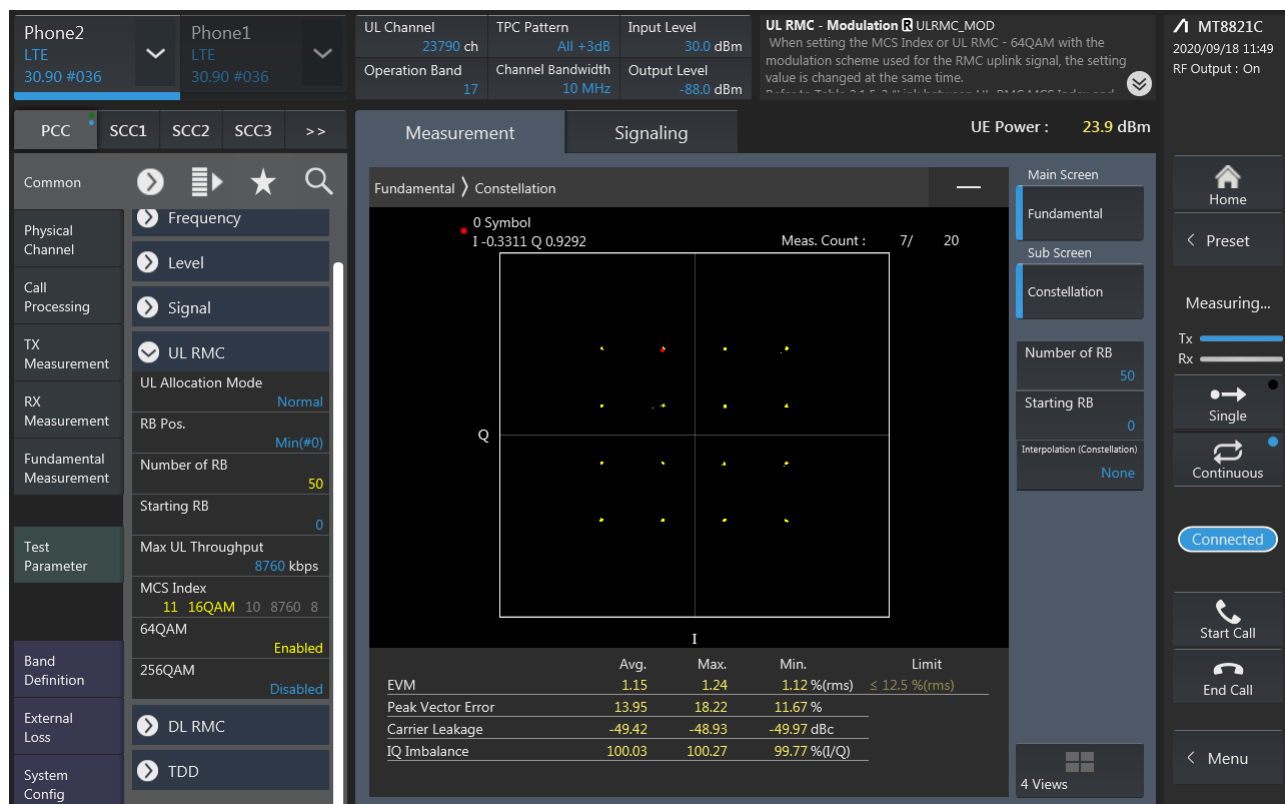 Phone2
LTE
30.90 #036
Phone1
LTE
30.90 #036
UL Channel
23790 ch
TPC Pattern
All +3dB
Input Level
30.0 dBm
Operation Band
17
Channel Bandwidth
10 MHz
Output Level
-88.0 dBm
UL RMC - Modulation R ULRMC_MOD
When setting the MCS Index or UL RMC - 64QAM with the
modulation scheme used for the RMC uplink signal, the setting
value is changed at the same time.
MT8821C
2020/09/18 11:49
RF Output : On
PCC
SCC1
SCC2
SCC3
>>
Measurement
Signaling
UE Power : 23.9 dBm
Common
Physical
Channel
Call
Processing
TX
Measurement
RX
Measurement
Fundamental
Measurement
Test
Parameter
Band
Definition
External
Loss
System
Config
Frequency
Level
Signal
UL RMC
UL Allocation Mode
Normal
RB Pos.
Min(#0)
Number of RB
50
Starting RB
0
Max UL Throughput
8760 kbps
MCS Index
11 16QAM 10 8760 8
64QAM
Enabled
256QAM
Disabled
DL RMC
TDD
Fundamental 〉 Constellation
0 Symbol
I -0.3311 Q 0.9292
Meas. Count : 7/ 20
Q
I
Avg. Max. Min. Limit
EVM 1.15 1.24 1.12 %(rms) ≤ 12.5 %(rms)
Peak Vector Error 13.95 18.22 11.67 %
Carrier Leakage -49.42 -48.93 -49.97 dBc
IQ Imbalance 100.03 100.27 99.77 %(I/Q)
Main Screen
Fundamental
Sub Screen
Constellation
Number of RB
50
Starting RB
0
Interpolation (Constellation)
None
4 Views
Home
< Preset
Measuring...
Tx
Rx
Single
Continuous
Connected
Start Call
End Call
< Menu